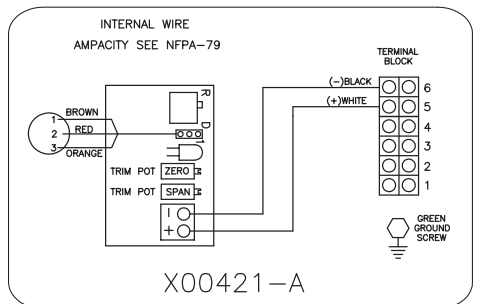 INTERNAL WIRE
AMPACITY SEE NFPA-79
TERMINAL
BLOCK
(-)BLACK
6
(+)WHITE
5
4
3
2
1
R
D
1
BROWN
1
RED
2
ORANGE
3
TRIM POT ZERO
TRIM POT SPAN
-
+
GREEN
GROUND
SCREW
X00421-A